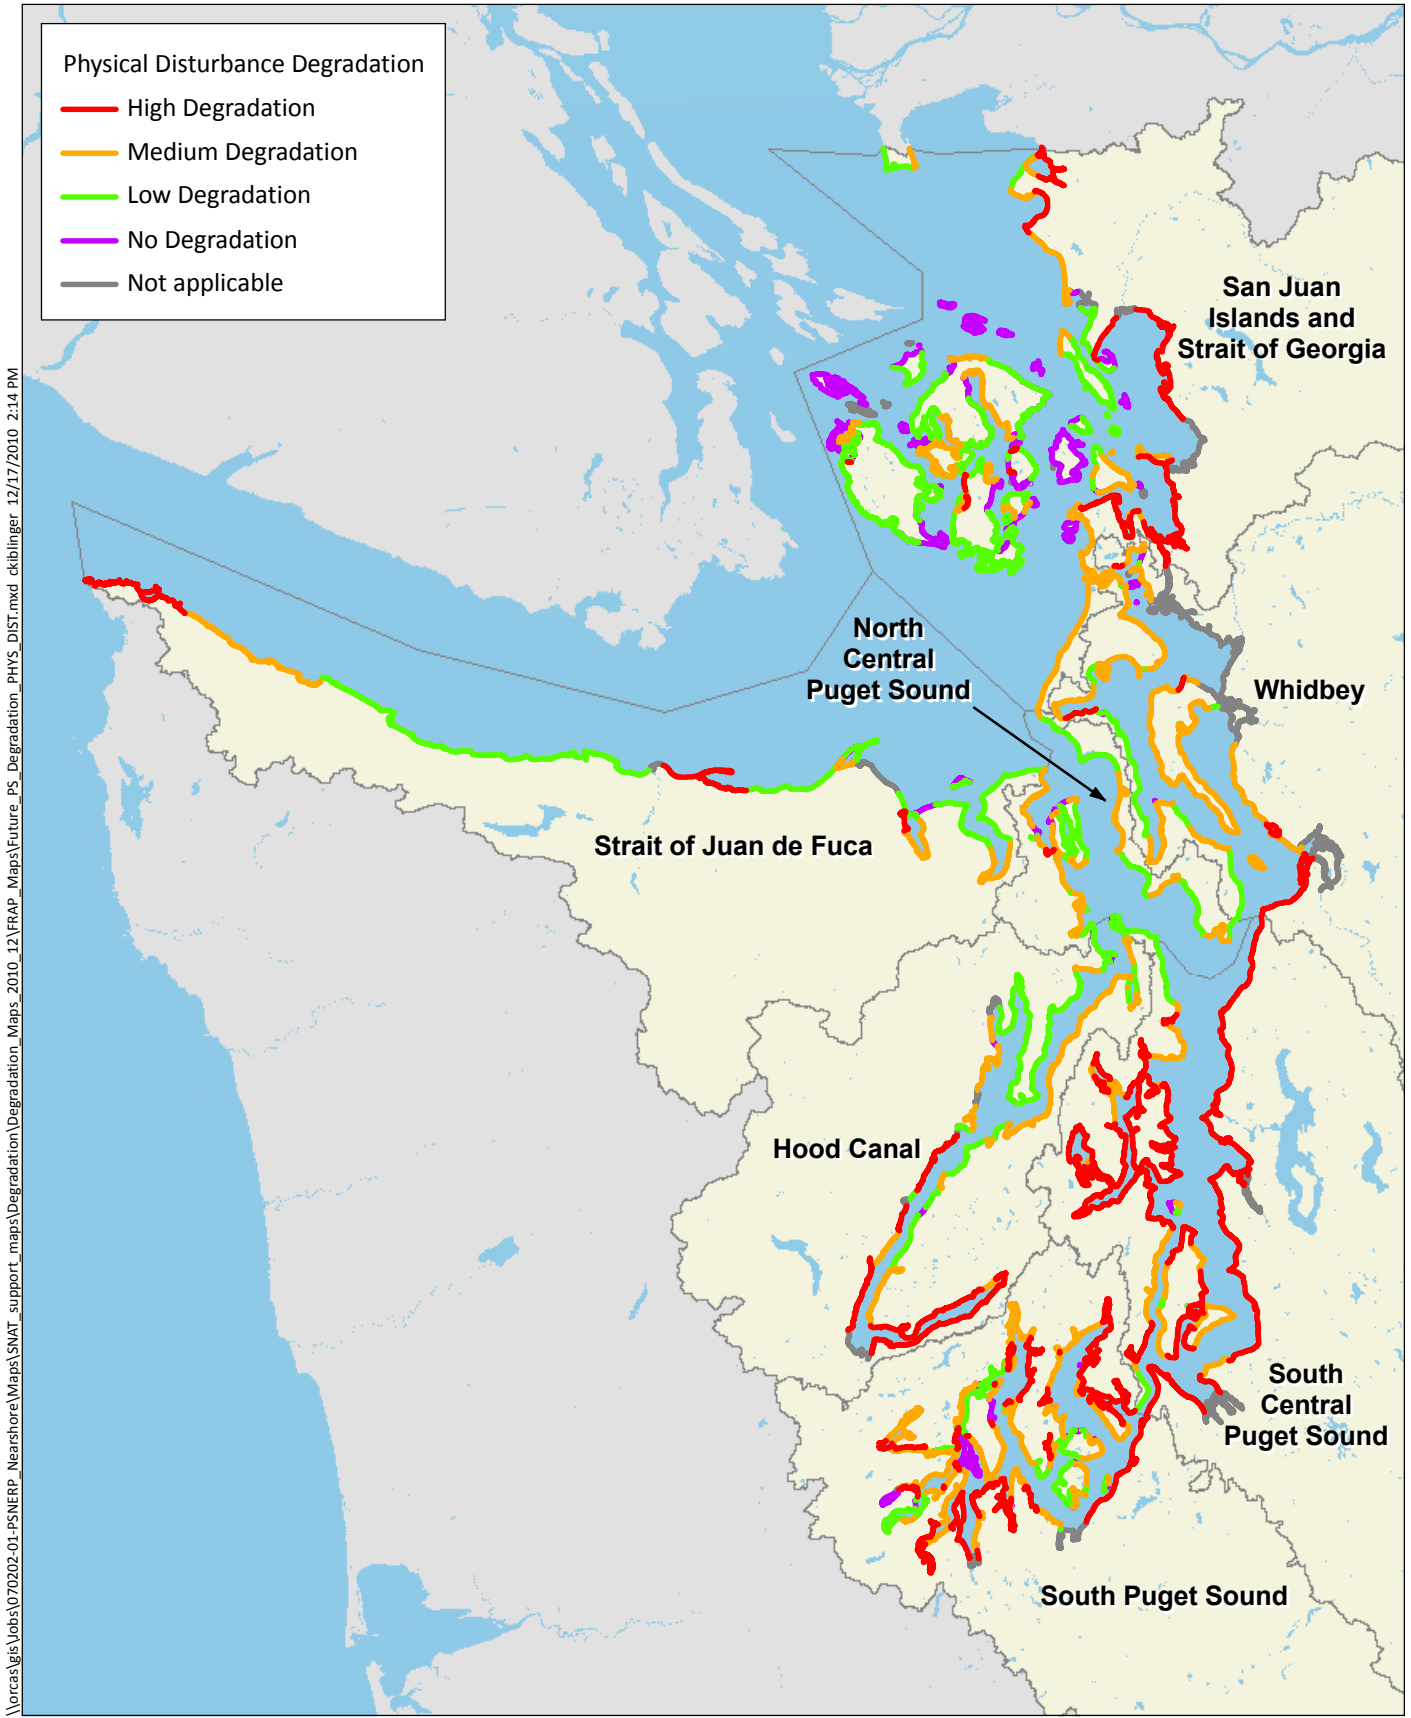 Physical Disturbance Degradation
High Degradation
Medium Degradation
Low Degradation
No Degradation
Not applicable
San Juan
Islands and
Strait of Georgia
North
Central
Puget Sound
Whidbey
Strait of Juan de Fuca
Hood Canal
South
Central
Puget Sound
South Puget Sound
\\orcas\gis\Jobs\070202-01-PSNERP_Nearshore\Maps\SNAT_support_maps\Degradation\Degradation_Maps_2010_12\FRAP_Maps\Future_PS_Degradation_PHYS_DIST.mxd ckiblinger 12/17/2010 2:14 PM